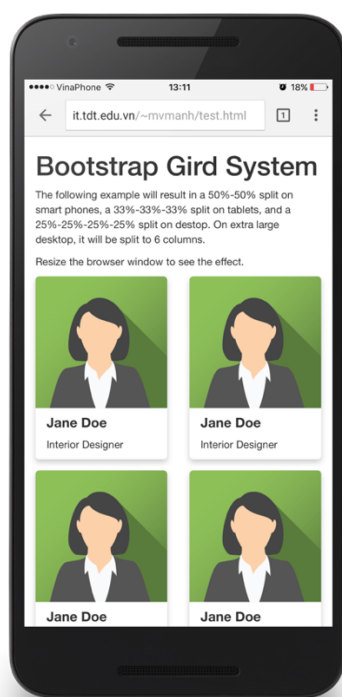 VinaPhone 13:11 18%
it.tdt.edu.vn/~mvmanh/test.html 1
Bootstrap Gird System
The following example will result in a 50%-50% split on
smart phones, a 33%-33%-33% split on tablets, and a
25%-25%-25%-25% split on destop. On extra large
desktop, it will be split to 6 columns.
Resize the browser window to see the effect.
Jane Doe Jane Doe
Interior Designer Interior Designer
Jane Doe Jane Doe